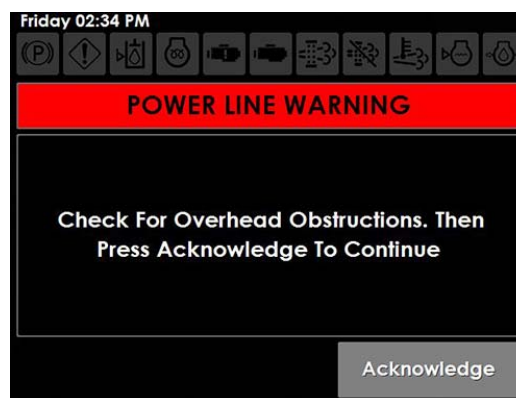 Friday 02:34 PM
(P)
POWER LINE WARNING
Check For Overhead Obstructions. Then
Press Acknowledge To Continue
Acknowledge